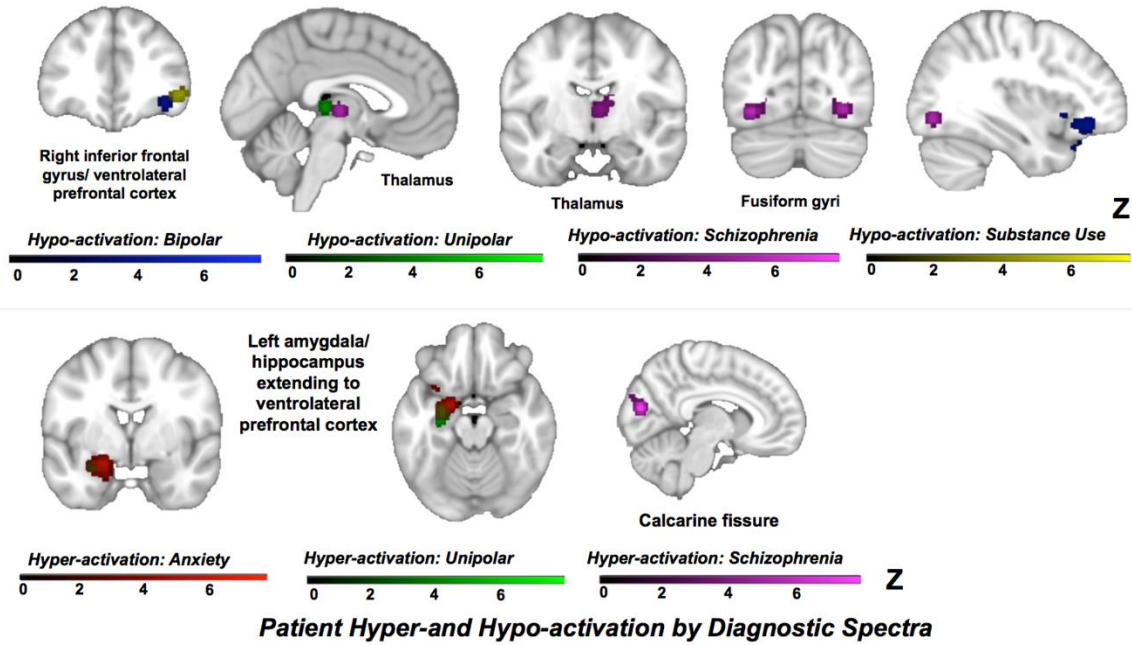 Right inferior frontal
gyrus/ ventrolateral
prefrontal cortex
Thalamus
Thalamus
Fusiform gyri
Z
Hypo-activation: Bipolar
0 2 4 6
Hypo-activation: Unipolar
0 2 4 6
Hypo-activation: Schizophrenia
0 2 4 6
Hypo-activation: Substance Use
0 2 4 6
Left amygdala/
hippocampus
extending to
ventrolateral
prefrontal cortex
Calcarine fissure
Hyper-activation: Anxiety
0 2 4 6
Hyper-activation: Unipolar
0 2 4 6
Hyper-activation: Schizophrenia
0 2 4 6
Z
Patient Hyper-and Hypo-activation by Diagnostic Spectra